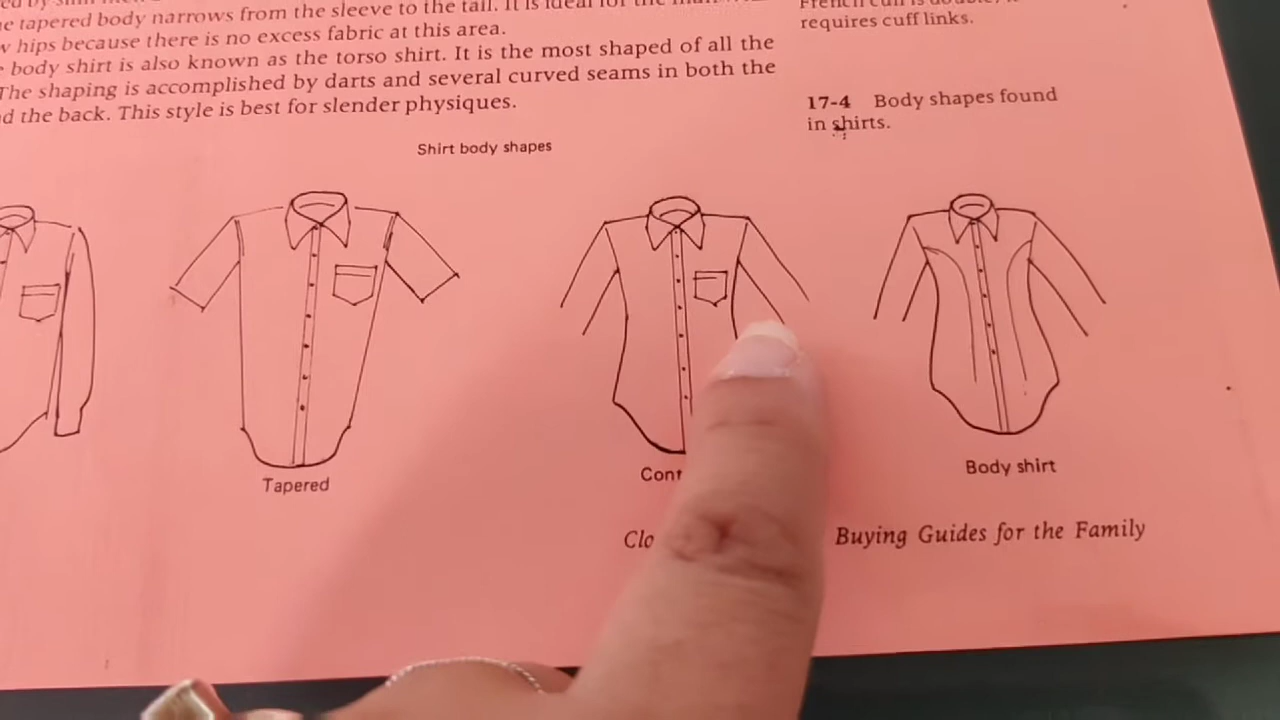 tapered body narrows from the sleeve to the tail. It is ideal for the
hips because there is no excess fabric at this area.
body shirt is also known as the torso shirt. It is the most shaped of all the
The shaping is accomplished by darts and several curved seams in both the
the back. This style is best for slender physiques.
requires cuff links.
17-4 Body shapes found
in shirts.
Shirt body shapes
Tapered
Cont
Body shirt
Clo
Buying Guides for the Family